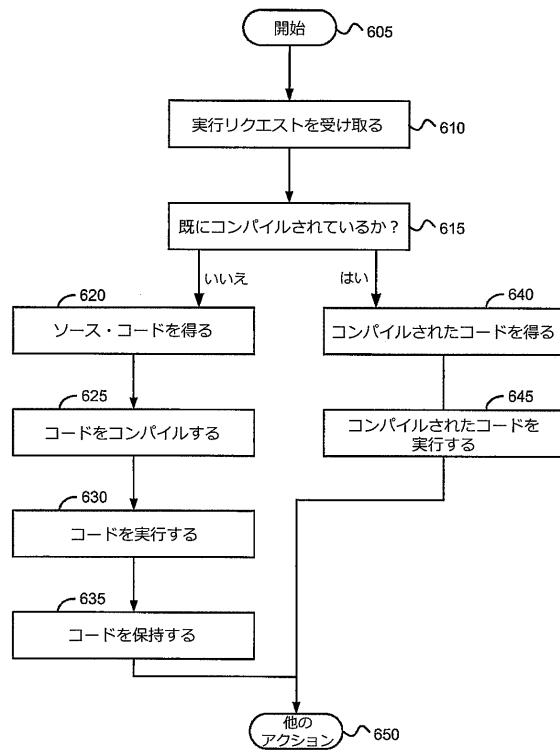 開始
605
実行リクエストを受け取る
610
既にコンパイルされているか？
615
いいえ
はい
620
ソース・コードを得る
640
コンパイルされたコードを得る
625
コードをコンパイルする
645
コンパイルされたコードを
実行する
630
コードを実行する
635
コードを保持する
他の
アクション
650